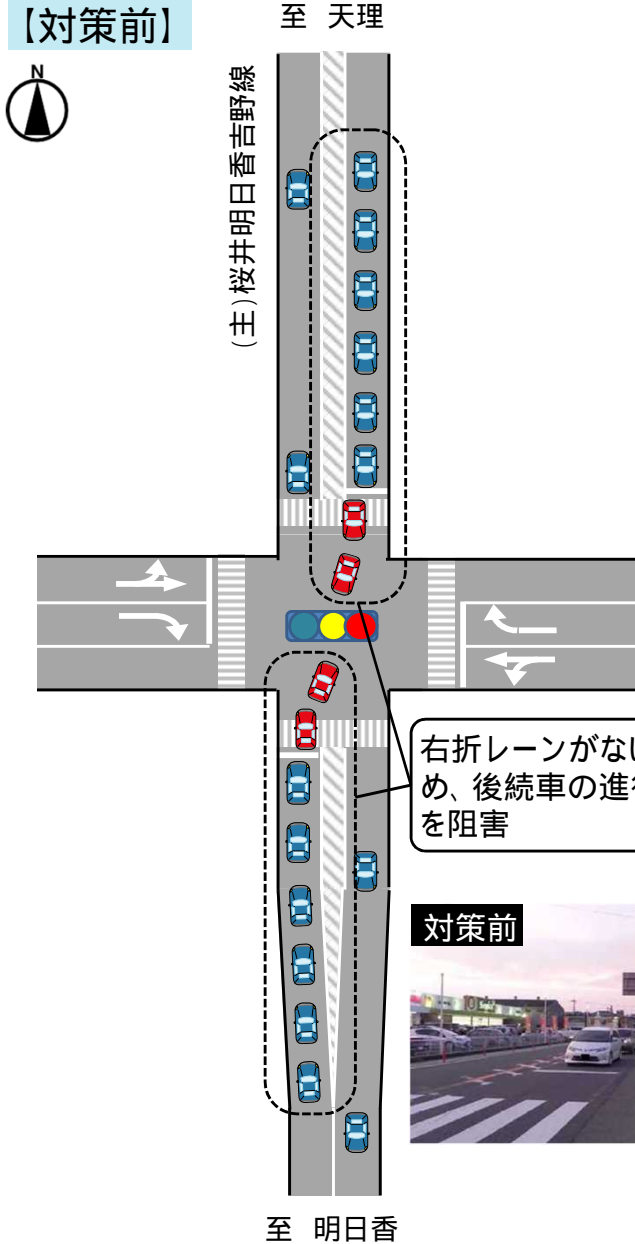 【対策前】
至 天理
N
(主)桜井明日香吉野線
右折レーンがない
め、後続車の進行
を阻害
対策前
至 明日香